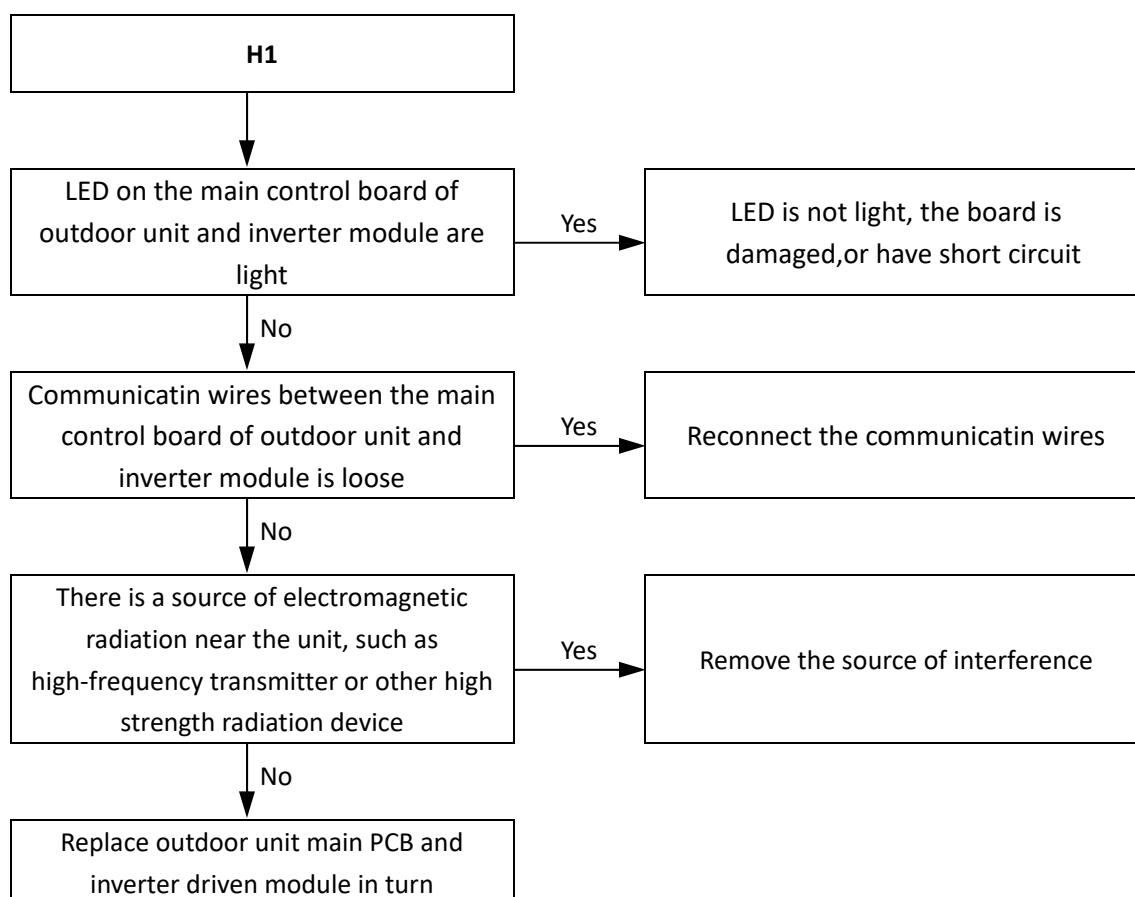 H1
LED on the main control board of
outdoor unit and inverter module are
light
Yes
LED is not light, the board is
damaged,or have short circuit
No
Communicatin wires between the main
control board of outdoor unit and
inverter module is loose
Yes
Reconnect the communicatin wires
No
There is a source of electromagnetic
radiation near the unit, such as
high-frequency transmitter or other high
strength radiation device
Yes
Remove the source of interference
No
Replace outdoor unit main PCB and
inverter driven module in turn